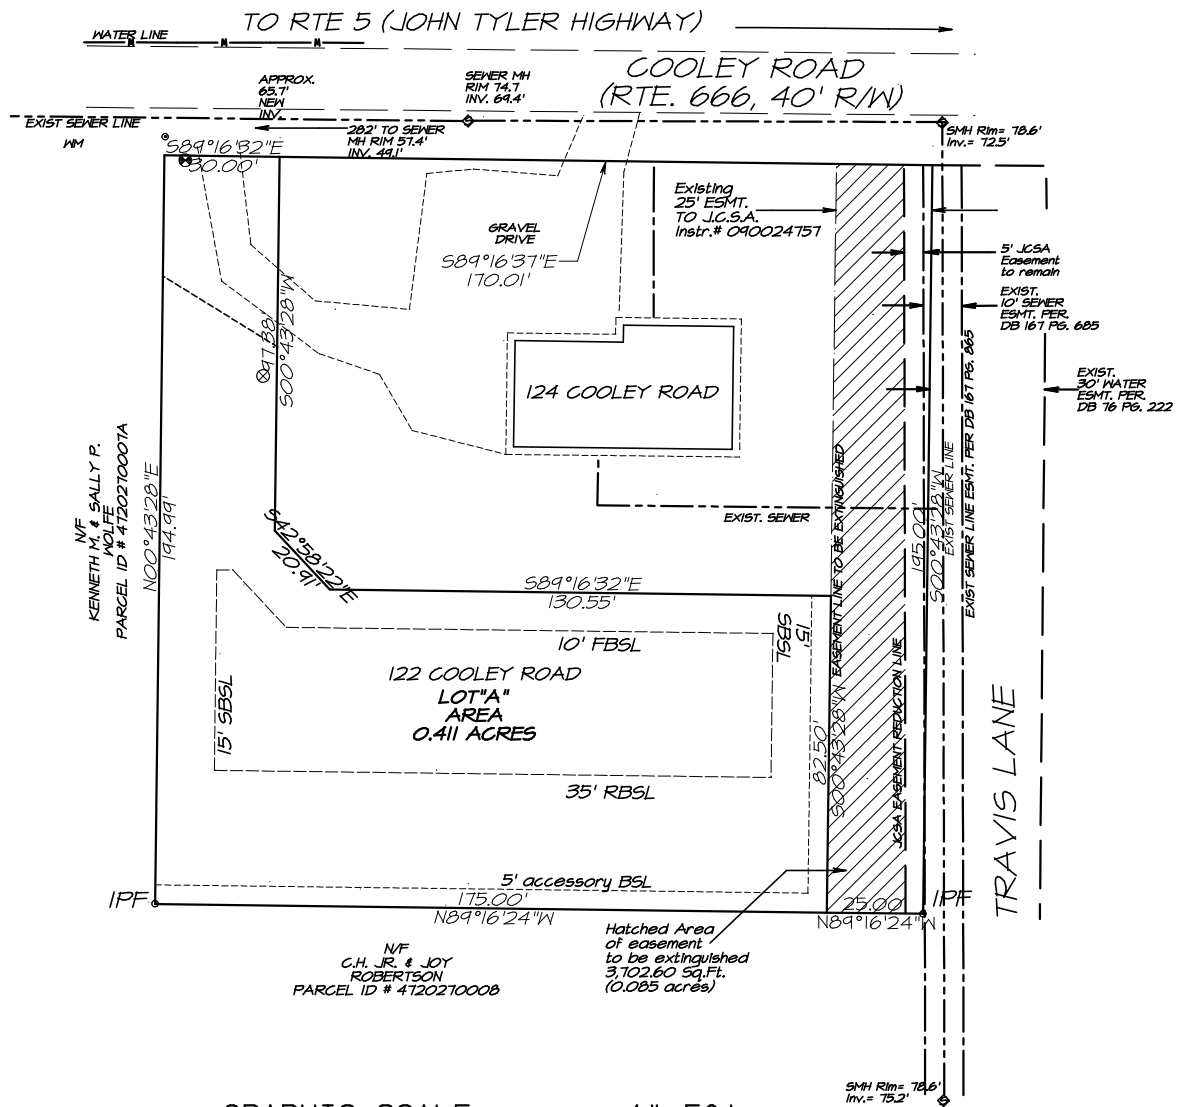 TO RTE 5 (JOHN TYLER HIGHWAY)
WATER LINE
COOLEY ROAD
(RTE. 666, 40' R/W)
APPROX.
65.7'
NEW
INV.
SEWER MH
RIM 74.7
INV. 69.4'
EXIST SEWER LINE
WM
282' TO SEWER
MH RIM 57.4'
INV. 49.1'
SMH Rim= 78.6'
Inv.= 72.5'
S89°16'32"E
30.00'
Existing
25' ESMT.
TO J.C.S.A.
Instr.# 090024757
GRAVEL
DRIVE
S89°16'37"E
170.01'
5' JCSA
Easement
to remain
EXIST.
10' SEWER
ESMT. PER.
DB 167 PG. 685
EXIST.
30' WATER
ESMT. PER.
DB 76 PG. 222
97.38'
S00°43'28"W
124 COOLEY ROAD
N/F
KENNETH M. & SALLY P.
WOLFE
PARCEL ID # 4720270007A
N00°43'28"E
194.99'
EXIST. SEWER
S42°58'22"E
20.91'
S89°16'32"E
130.55'
EASEMENT LINE TO BE EXTINGUISHED
195.00'
S00°43'28"W
EXIST SEWER LINE
EXIST SEWER LINE ESMT. PER DB 167 PG. 865
10' FBSL
15'
SBSL
15' SBSL
122 COOLEY ROAD
LOT"A"
AREA
0.411 ACRES
82.50'
S00°43'28"W
JCSA EASEMENT REDUCTION LINE
TRAVIS LANE
35' RBSL
5' accessory BSL
IPF
175.00'
N89°16'24"W
25.00'
N89°16'24"W
IPF
Hatched Area
of easement
to be extinguished
3,702.60 Sq.Ft.
(0.085 acres)
N/F
C.H. JR. & JOY
ROBERTSON
PARCEL ID # 4720270008
SMH Rim= 78.6'
Inv.= 75.2'
GRAPHIC SCALE